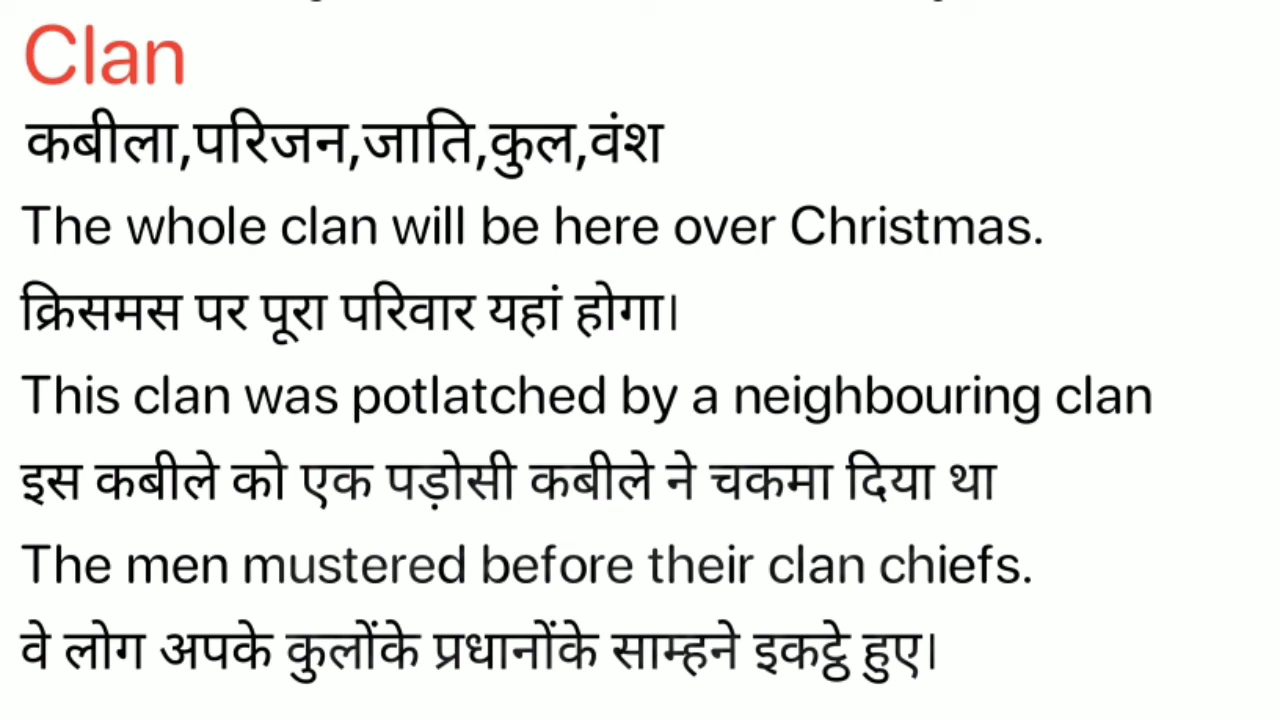 Clan
कबीला,परिजन,जाति,कुल,वंश
The whole clan will be here over Christmas.
क्रिसमस पर पूरा परिवार यहां होगा।
This clan was potlatched by a neighbouring clan
इस कबीले को एक पड़ोसी कबीले ने चकमा दिया था
The men mustered before their clan chiefs.
वे लोग अपके कुलोंके प्रधानोंके साम्हने इकट्ठे हुए।